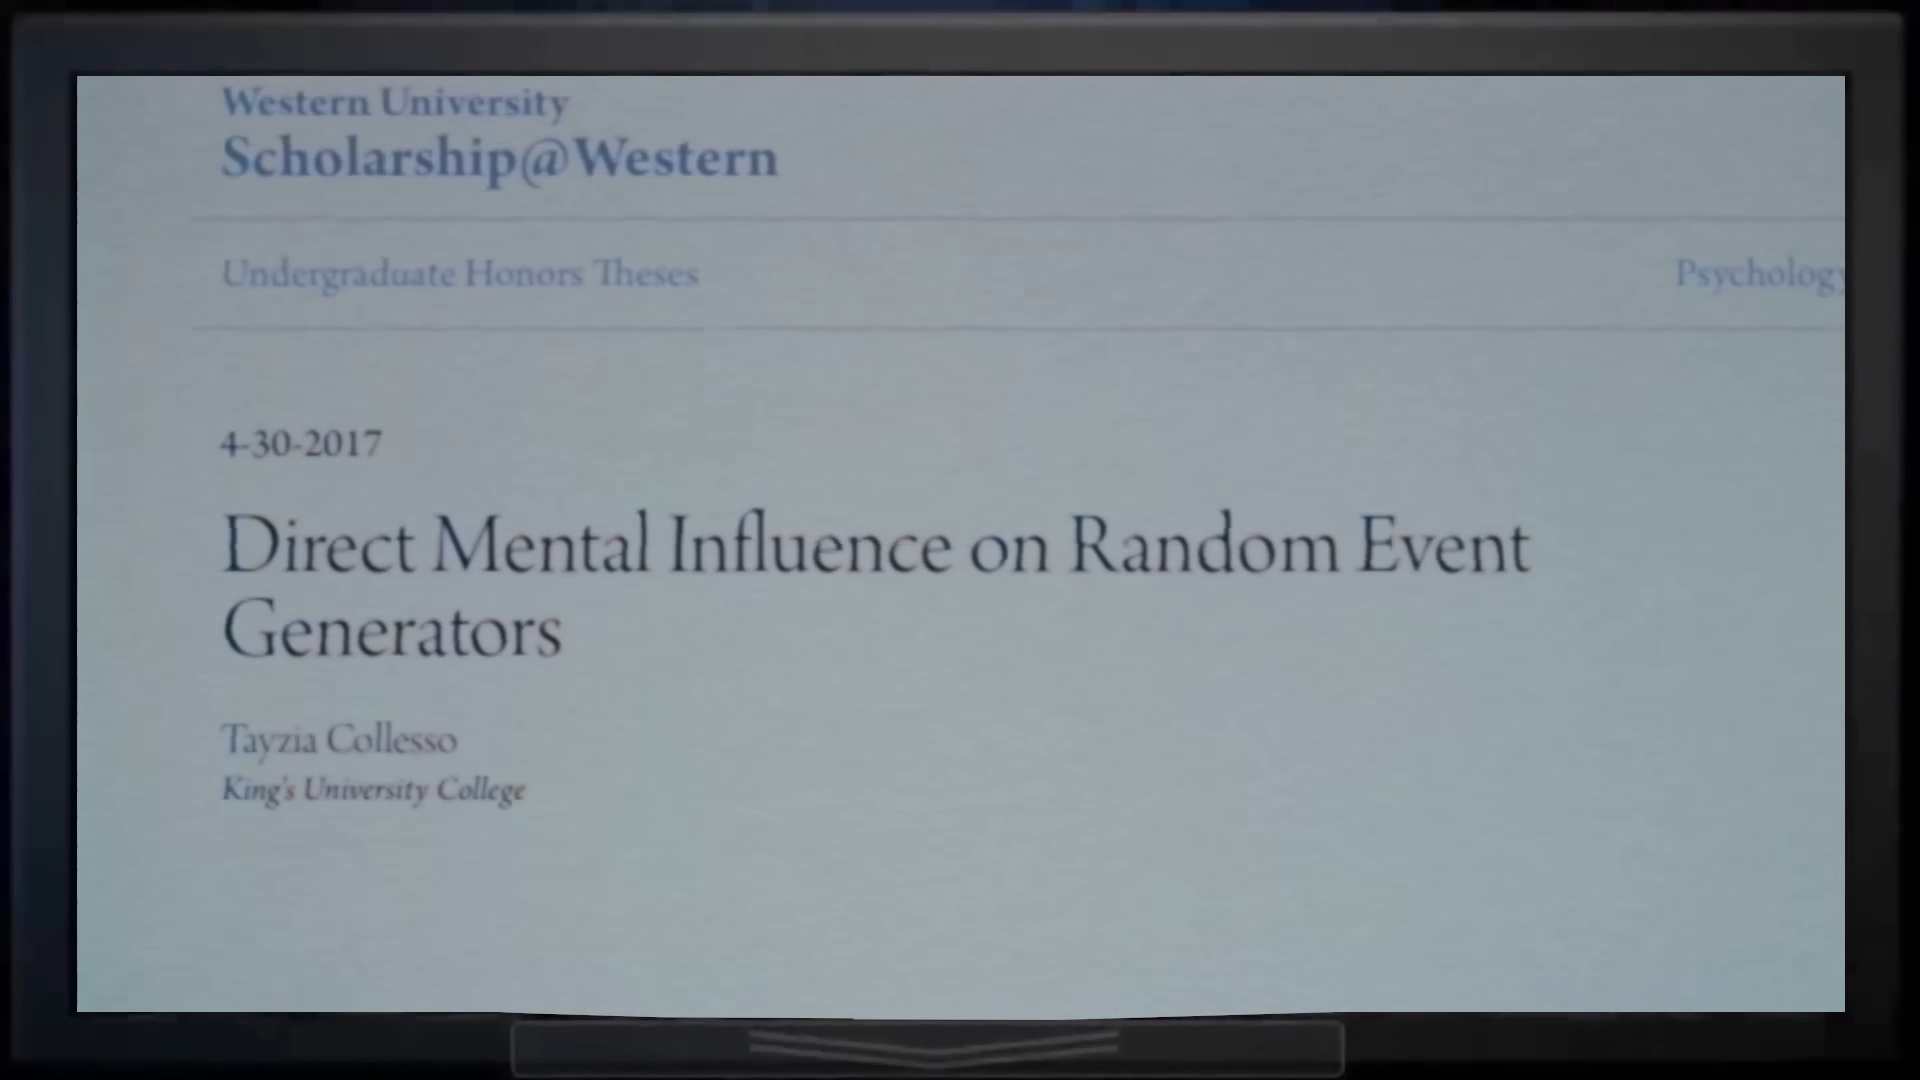 Western University
Scholarship@Western
Undergraduate Honors Theses
Psychology
4-30-2017
Direct Mental Influence on Random Event
Generators
Tayzia Collesso
King's University College